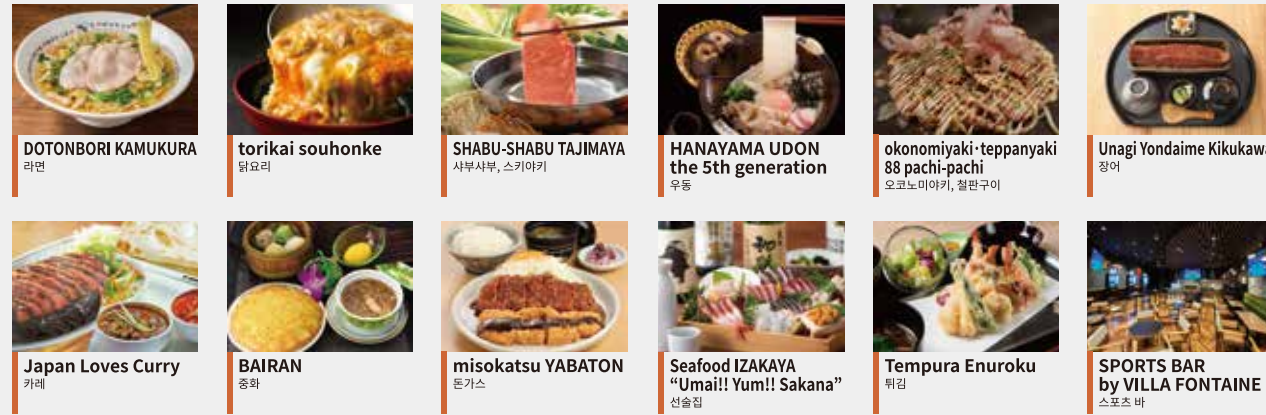 DOTONBORI KAMUKURA
라면
torikai souhonke
닭요리
SHABU-SHABU TAJIMAYA
샤부샤부, 스키야키
HANAYAMA UDON
the 5th generation
우동
okonomiyaki·teppanyaki
88 pachi-pachi
오코노미야키, 철판구이
Unagi Yondaime Kikukawa
장어
Japan Loves Curry
카레
BAIRAN
중화
misokatsu YABATON
돈가스
Seafood IZAKAYA
“Umai!! Yum!! Sakana”
선술집
Tempura Enuroku
튀김
SPORTS BAR
by VILLA FONTAINE
스포츠 바